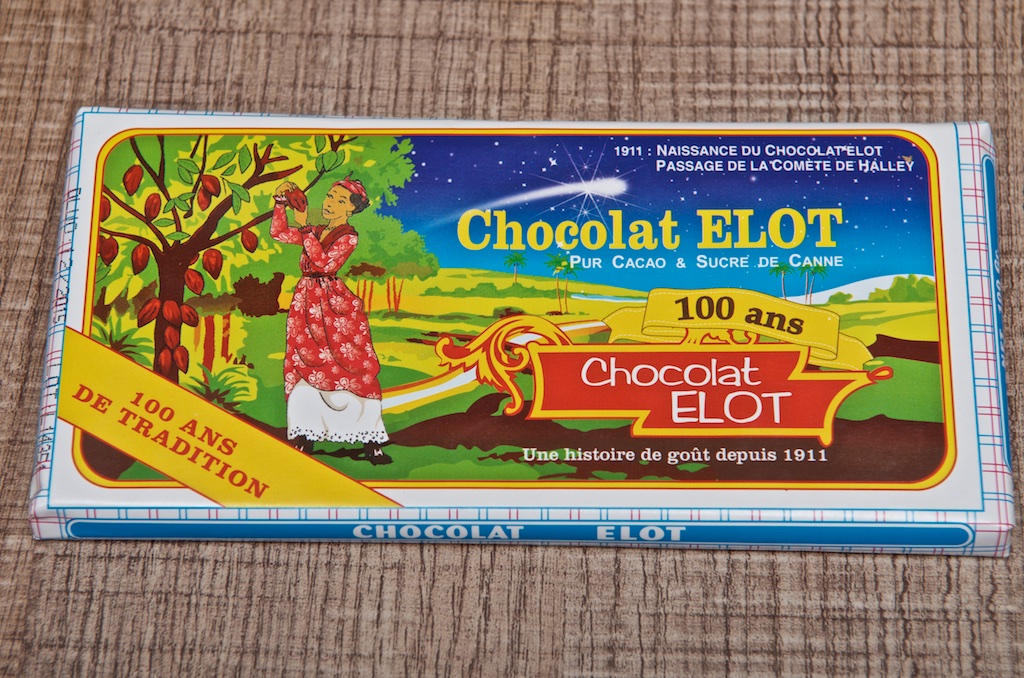 1911 : NAISSANCE DU CHOCOLAT ELOT
PASSAGE DE LA COMÈTE DE HALLEY
Chocolat ELOT
PUR CACAO & SUCRE DE CANNE
100 ans
Chocolat
ELOT
Une histoire de goût depuis 1911
100 ANS
DE TRADITION
CHOCOLAT ELOT